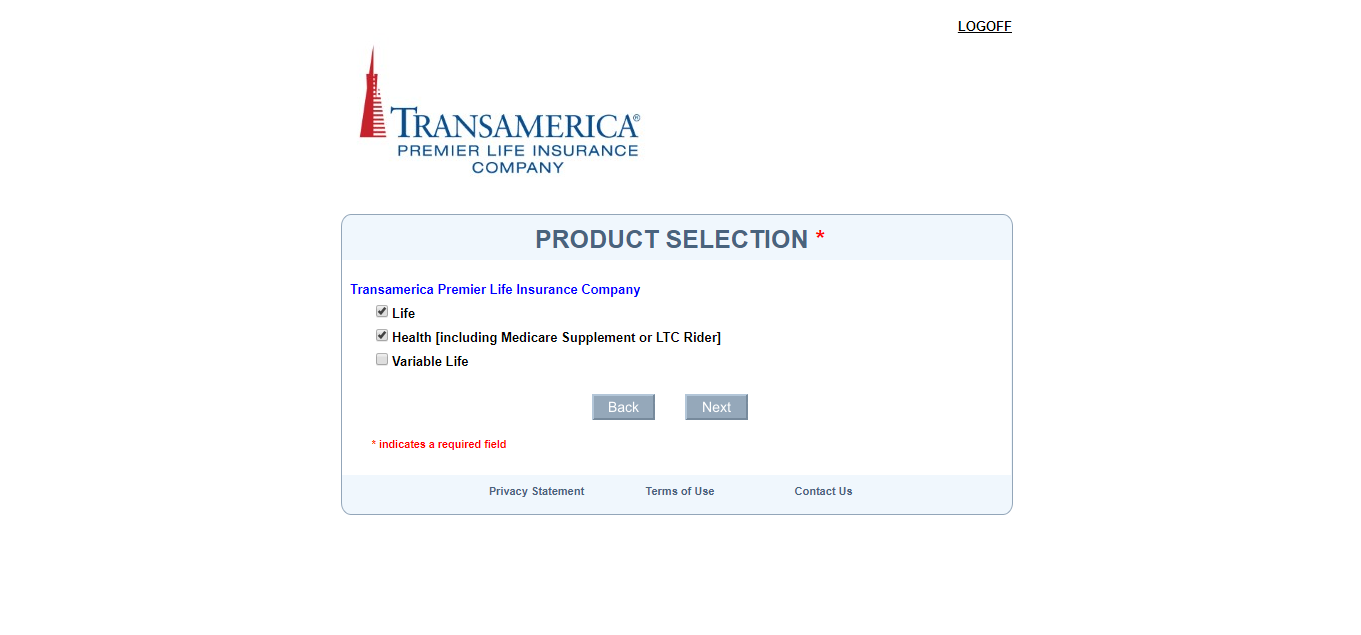 LOGOFF
TRANSAMERICA®
PREMIER LIFE INSURANCE
COMPANY
PRODUCT SELECTION *
Transamerica Premier Life Insurance Company
Life
Health [including Medicare Supplement or LTC Rider]
Variable Life
Back Next
* indicates a required field
Privacy Statement Terms of Use Contact Us